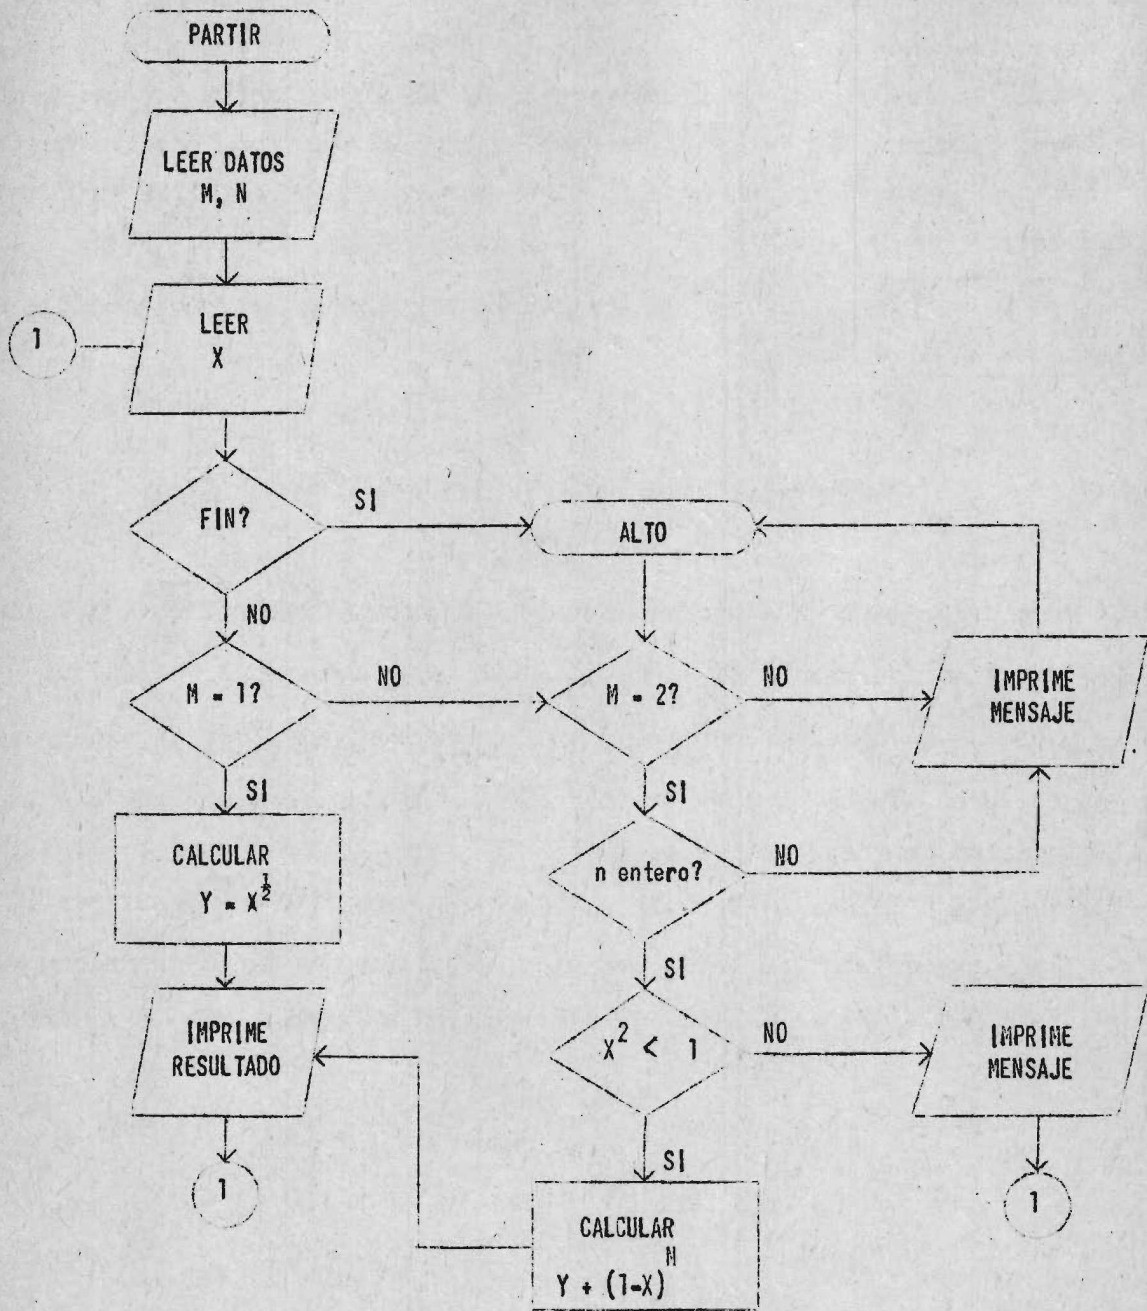 PARTIR
LEER DATOS
M, N
1
LEER
X
FIN?
SI
ALTO
NO
M = 1?
NO
M = 2?
NO
IMPRIME
MENSAJE
SI
SI
CALCULAR
Y = X^½
n entero?
NO
SI
IMPRIME
RESULTADO
X² < 1
NO
IMPRIME
MENSAJE
SI
1
1
CALCULAR
Y + (1-X)^N